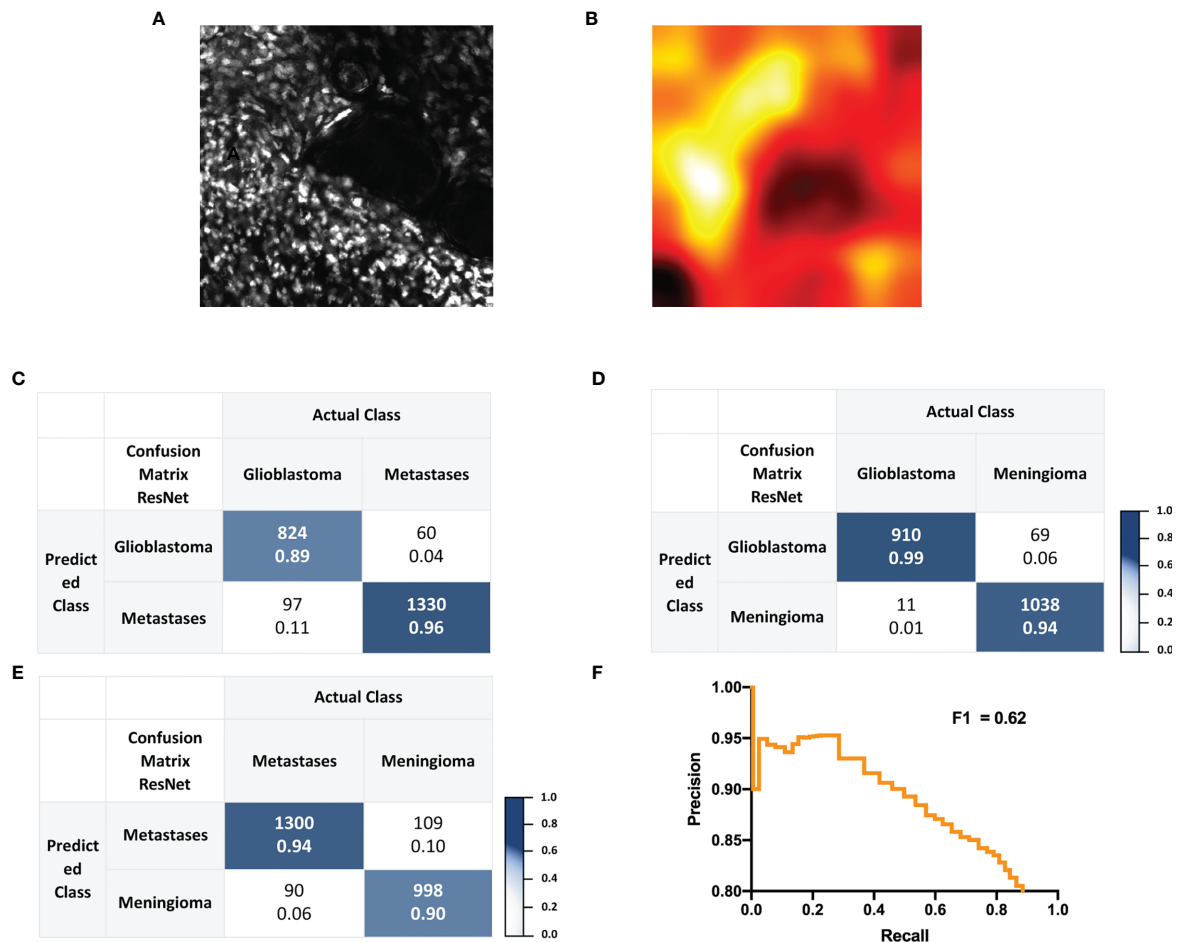 A
B
A
C
Actual Class
Confusion
Matrix
ResNet
Glioblastoma
Metastases
Predict
ed
Class
Glioblastoma
824
0.89
60
0.04
Metastases
97
0.11
1330
0.96
D
Actual Class
Confusion
Matrix
ResNet
Glioblastoma
Meningioma
Predict
ed
Class
Glioblastoma
910
0.99
69
0.06
Meningioma
11
0.01
1038
0.94
1.0
0.8
0.6
0.4
0.2
0.0
E
Actual Class
Confusion
Matrix
ResNet
Metastases
Meningioma
Predict
ed
Class
Metastases
1300
0.94
109
0.10
Meningioma
90
0.06
998
0.90
1.0
0.8
0.6
0.4
0.2
0.0
F
F1 = 0.62
Precision
1.00
0.95
0.90
0.85
0.80
0.0 0.2 0.4 0.6 0.8 1.0
Recall